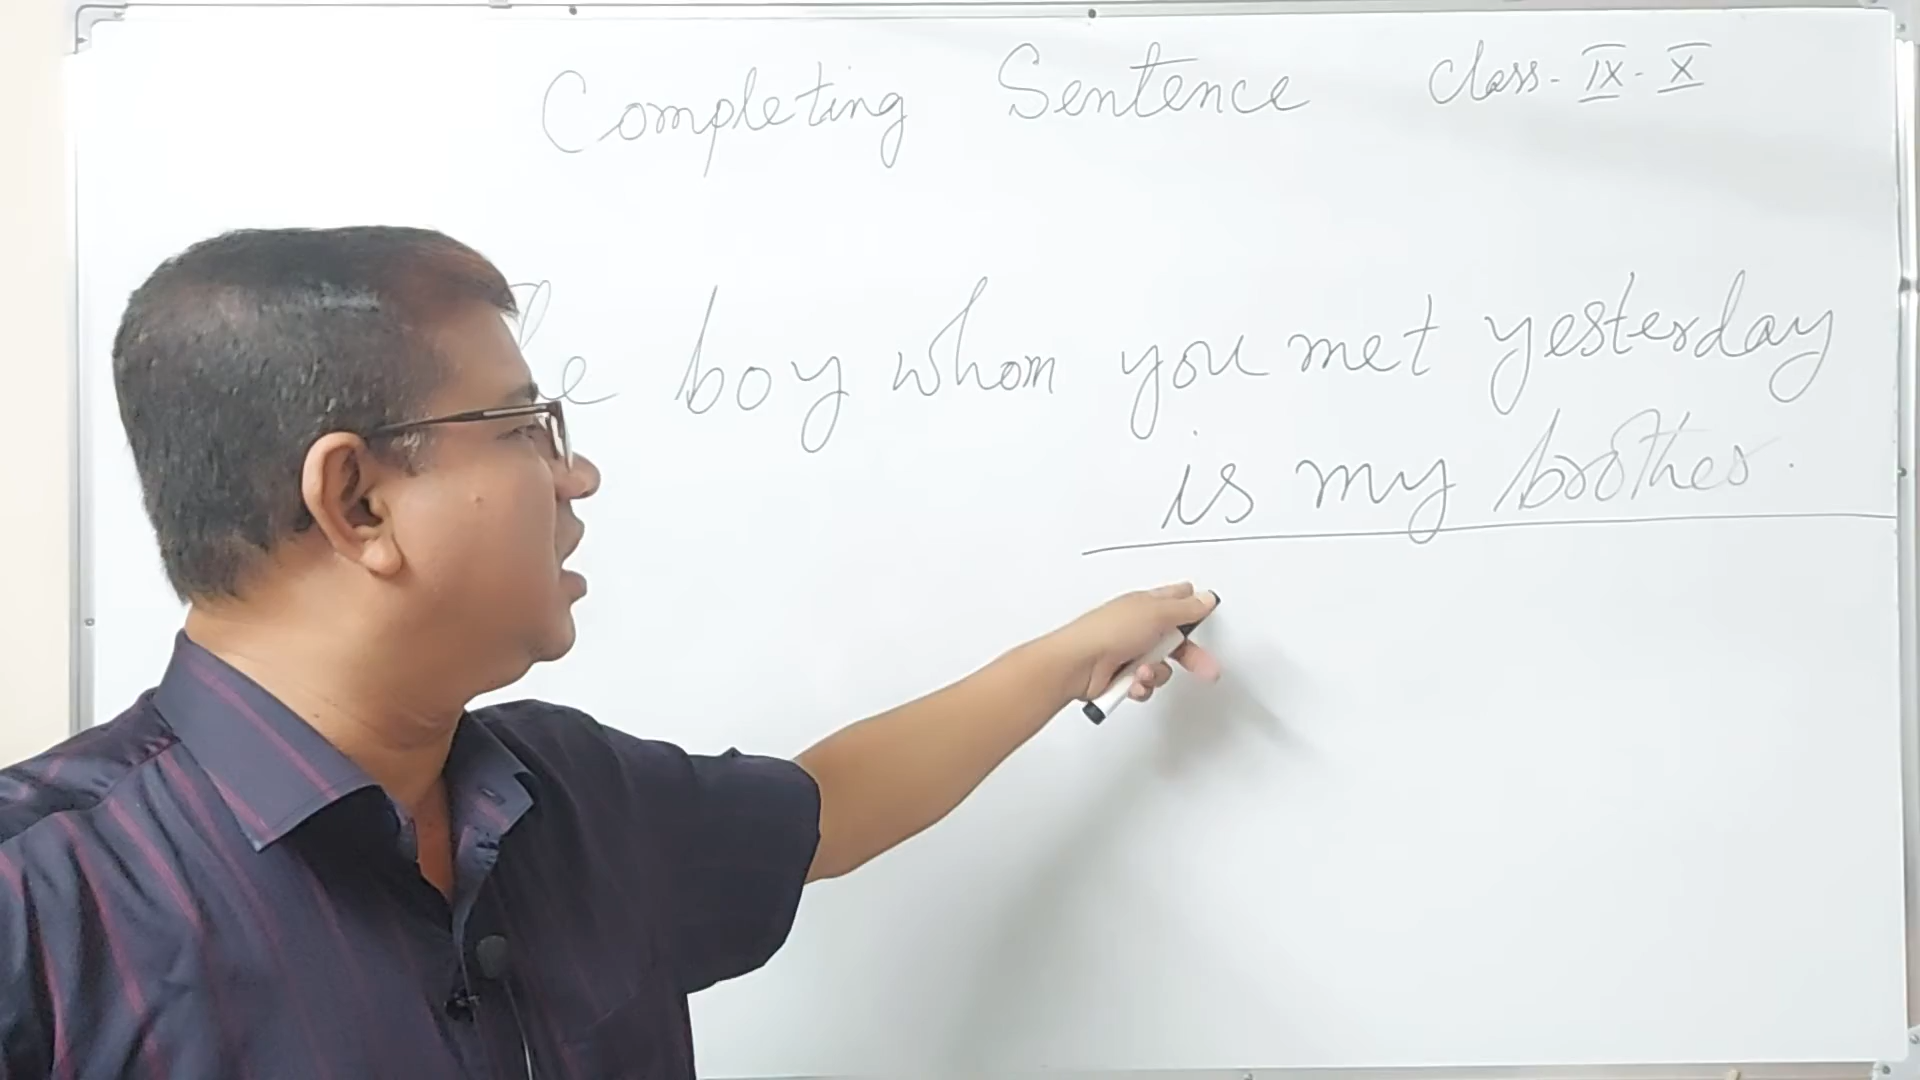 Completing Sentence Class- IX - X
The boy whom you met yesterday
is my brother.